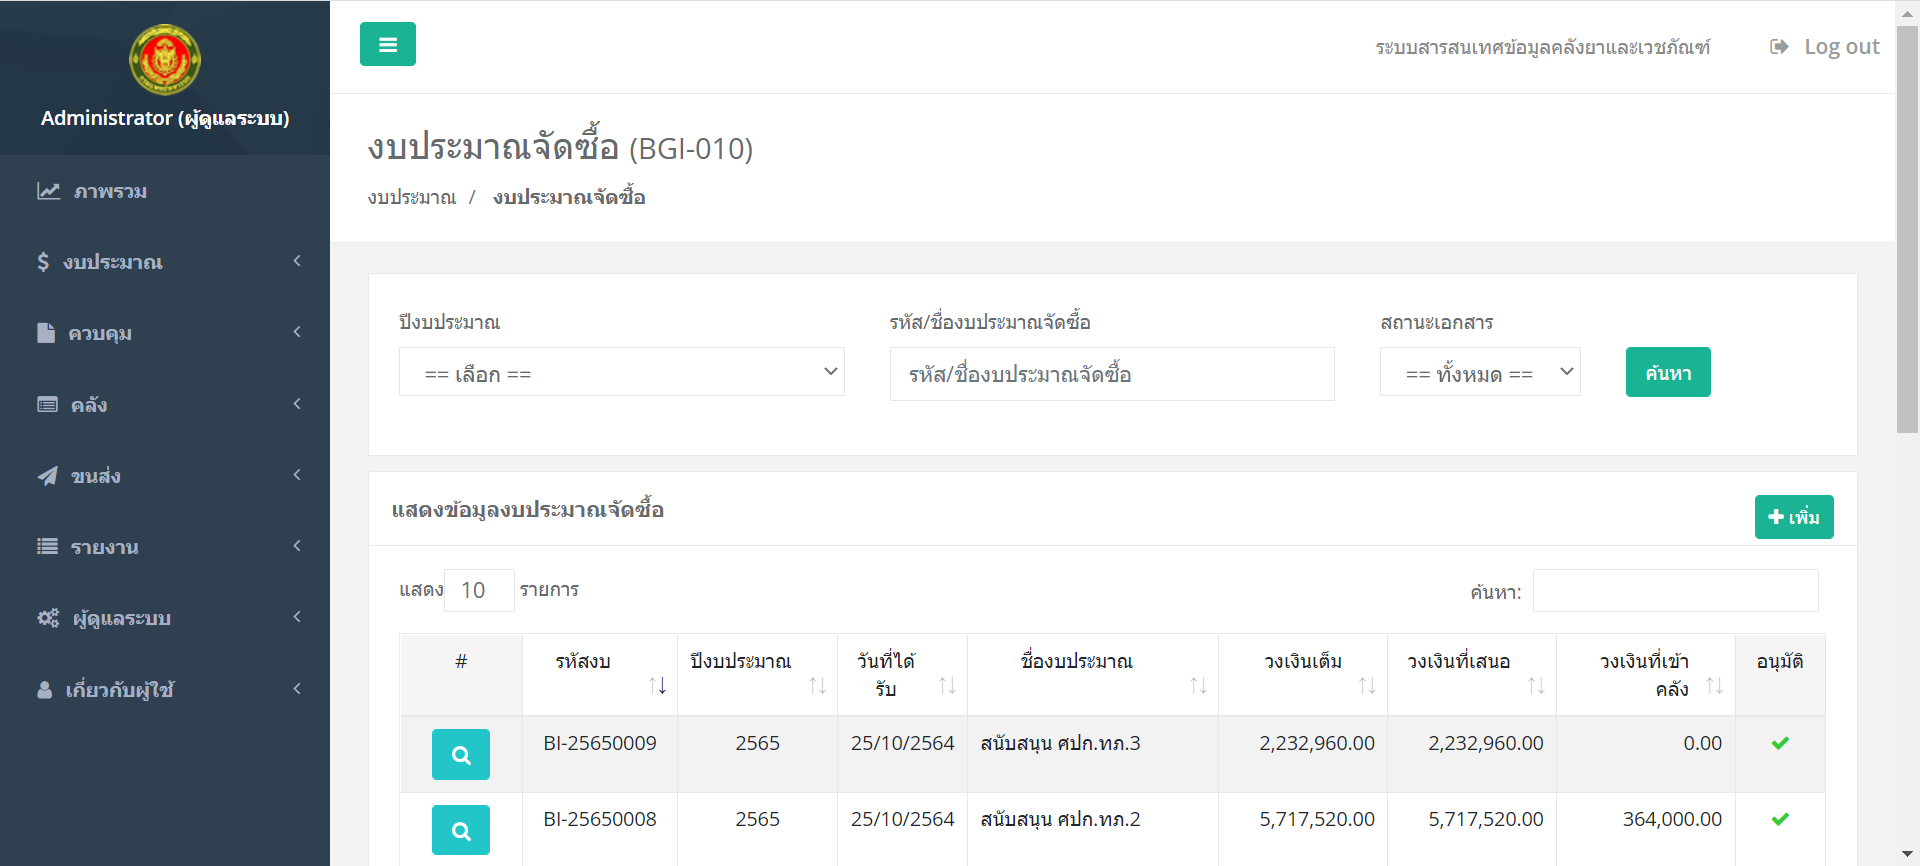 Administrator (ผู้ดูแลระบบ)
ภาพรวม
งบประมาณ
ควบคุม
คลัง
ขนส่ง
รายงาน
ผู้ดูแลระบบ
เกี่ยวกับผู้ใช้
ระบบสารสนเทศข้อมูลคลังยาและเวชภัณฑ์
Log out
งบประมาณจัดซื้อ (BGI-010)
งบประมาณ / งบประมาณจัดซื้อ
ปีงบประมาณ
รหัส/ชื่องบประมาณจัดซื้อ
สถานะเอกสาร
== เลือก ==
รหัส/ชื่องบประมาณจัดซื้อ
== ทั้งหมด ==
ค้นหา
แสดงข้อมูลงบประมาณจัดซื้อ
เพิ่ม
แสดง 10 รายการ
ค้นหา:
# รหัสงบ ปีงบประมาณ วันที่ได้รับ ชื่องบประมาณ วงเงินเต็ม วงเงินที่เสนอ วงเงินที่เข้าคลัง อนุมัติ
BI-25650009 2565 25/10/2564 สนับสนุน ศปก.ทภ.3 2,232,960.00 2,232,960.00 0.00
BI-25650008 2565 25/10/2564 สนับสนุน ศปก.ทภ.2 5,717,520.00 5,717,520.00 364,000.00